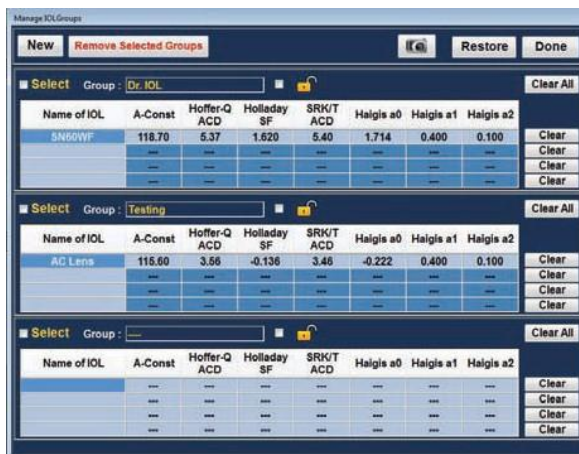 Manage IOLGroups
New Remove Selected Groups Restore Done
Select Group : Dr. IOL Clear All
Name of IOL A-Const Hoffer-Q ACD Holladay SF SRK/T ACD Haigis a0 Haigis a1 Haigis a2
SN60WF 118.70 5.37 1.620 5.40 1.714 0.400 0.100 Clear
--- --- --- --- --- --- --- Clear
--- --- --- --- --- --- --- Clear
--- --- --- --- --- --- --- Clear
Select Group : Testing Clear All
Name of IOL A-Const Hoffer-Q ACD Holladay SF SRK/T ACD Haigis a0 Haigis a1 Haigis a2
AC Lens 115.60 3.56 -0.136 3.46 -0.222 0.400 0.100 Clear
--- --- --- --- --- --- --- Clear
--- --- --- --- --- --- --- Clear
--- --- --- --- --- --- --- Clear
Select Group : --- Clear All
Name of IOL A-Const Hoffer-Q ACD Holladay SF SRK/T ACD Haigis a0 Haigis a1 Haigis a2
--- --- --- --- --- --- --- Clear
--- --- --- --- --- --- --- Clear
--- --- --- --- --- --- --- Clear
--- --- --- --- --- --- --- Clear